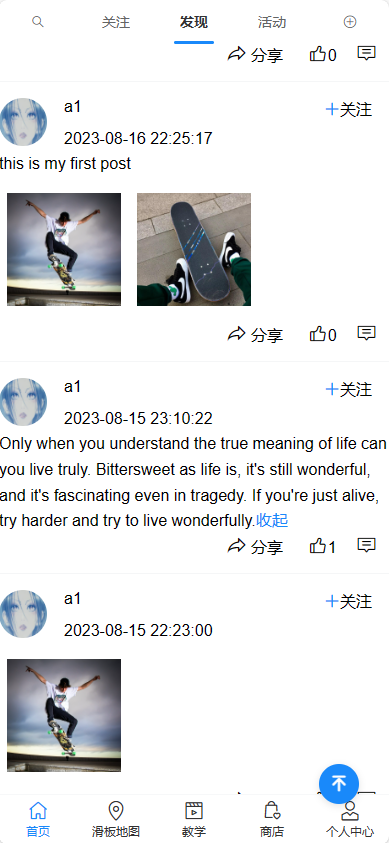 关注 发现 活动
分享 0
a1 +关注
2023-08-16 22:25:17
this is my first post
分享 0
a1 +关注
2023-08-15 23:10:22
Only when you understand the true meaning of life can
you live truly. Bittersweet as life is, it's still wonderful,
and it's fascinating even in tragedy. If you're just alive,
try harder and try to live wonderfully.收起
分享 1
a1 +关注
2023-08-15 22:23:00
首页 滑板地图 教学 商店 个人中心